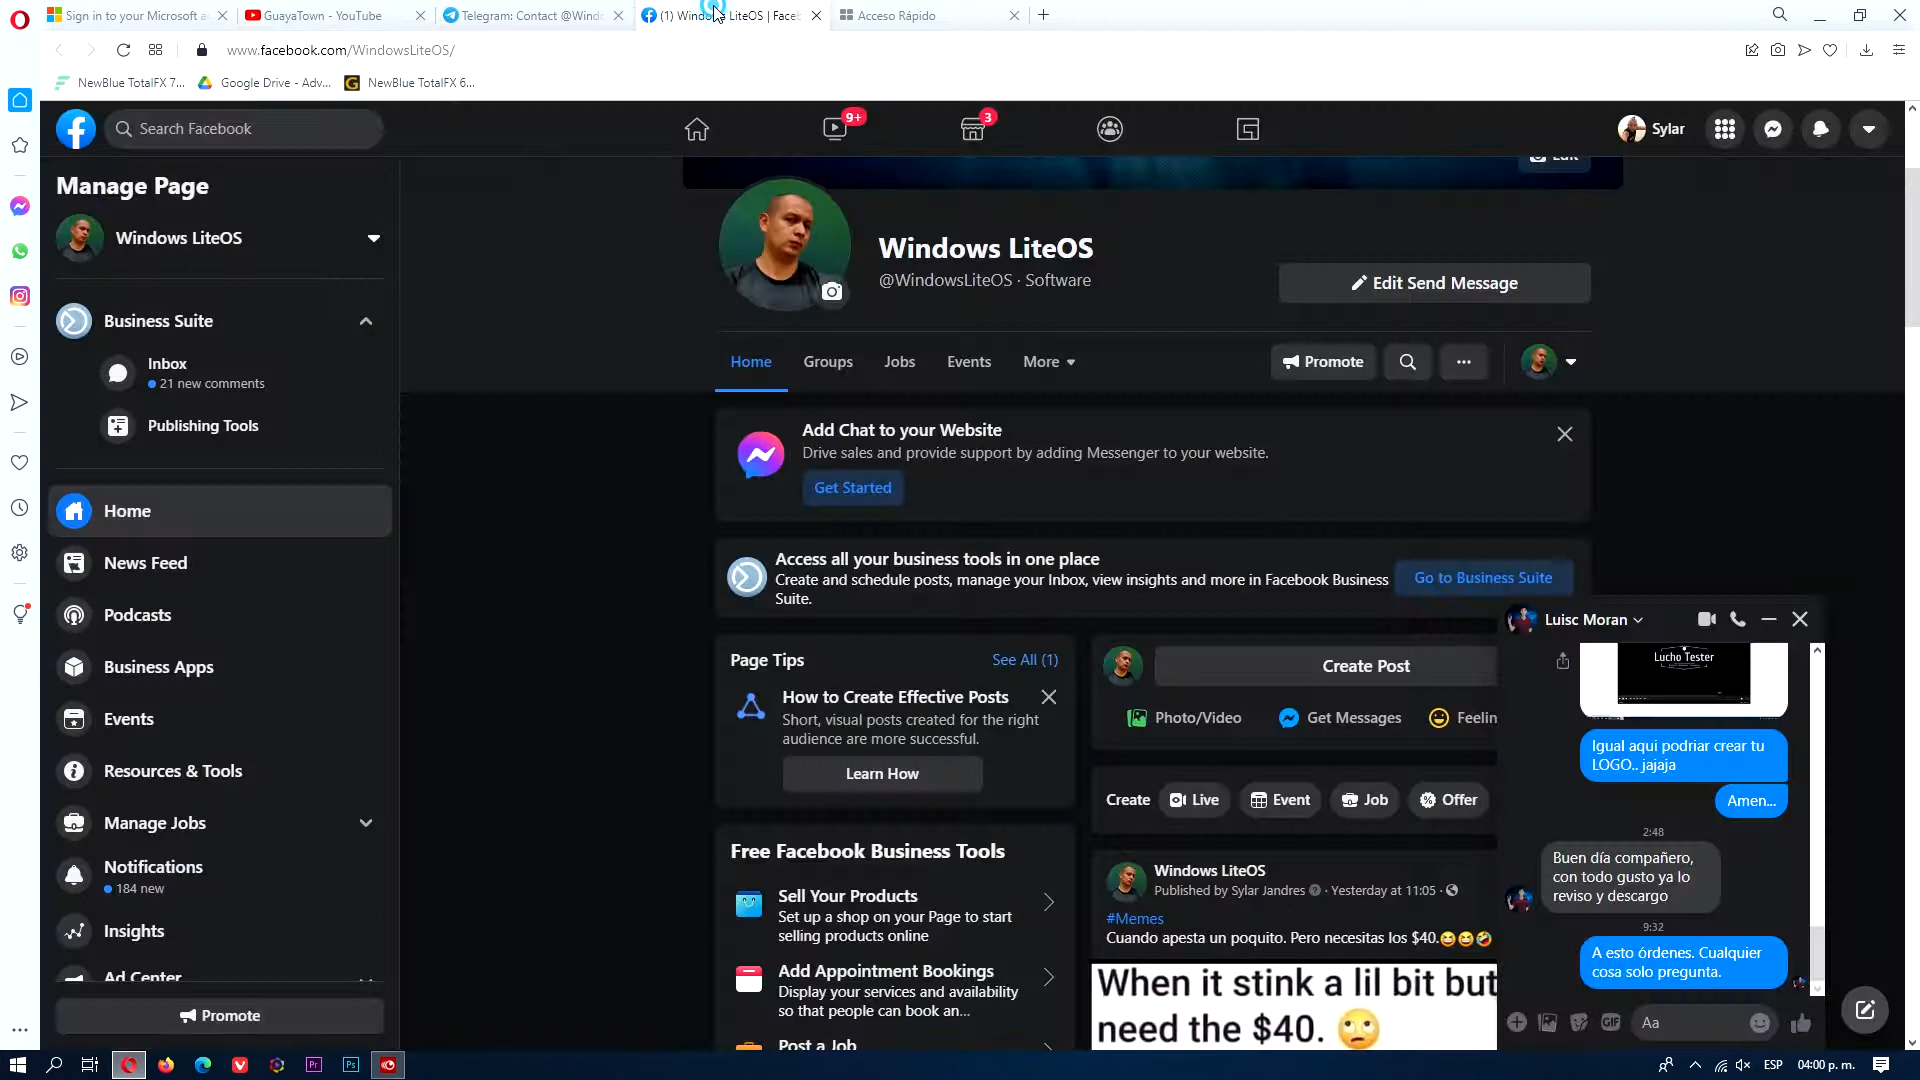 Sign in to your Microsoft a
GuayaTown - YouTube
Telegram: Contact @Windo
LiteOS | Faceb
Acceso Rápido
www.facebook.com/WindowsLiteOS/
NewBlue TotalFX 7...
Google Drive - Adv...
NewBlue TotalFX 6...
Search Facebook
9+
3
Sylar
Manage Page
Windows LiteOS
Business Suite
Inbox
21 new comments
Publishing Tools
Home
News Feed
Podcasts
Business Apps
Events
Resources & Tools
Manage Jobs
Notifications
184 new
Insights
Ad Center
Promote
Windows LiteOS
@WindowsLiteOS · Software
Edit Send Message
Home
Groups
Jobs
Events
More
Promote
Add Chat to your Website
Drive sales and provide support by adding Messenger to your website.
Get Started
Access all your business tools in one place
Create and schedule posts, manage your Inbox, view insights and more in Facebook Business
Suite.
Go to Business Suite
Page Tips
See All (1)
How to Create Effective Posts
Short, visual posts created for the right
audience are more successful.
Learn How
Free Facebook Business Tools
Sell Your Products
Set up a shop on your Page to start
selling products online
Add Appointment Bookings
Display your services and availability
so that people can book an...
Post a Job
Create Post
Photo/Video
Get Messages
Feelin
Create
Live
Event
Job
Offer
Windows LiteOS
Published by Sylar Jandres · Yesterday at 11:05 ·
#Memes
Cuando apesta un poquito. Pero necesitas los $40.😆😆🤣
When it stink a lil bit but
need the $40. 🙄
Luisc Moran
Lucho Tester
Igual aqui podriar crear tu
LOGO.. jajaja
Amen...
2:48
Buen día compañero,
con todo gusto ya lo
reviso y descargo
9:32
A esto órdenes. Cualquier
cosa solo pregunta.
GIF
Aa
Pr
Ps
ESP
04:00 p. m.